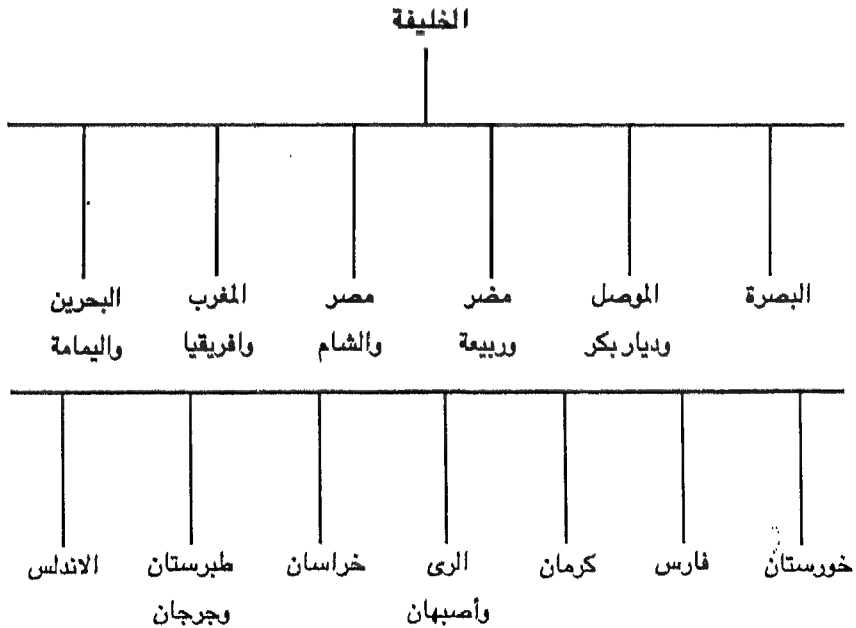 الخليفة
البصرة الموصل مضر مصر المغرب البحرين
وديار بكر وربيعة والشام وافريقيا واليمامة
خورستان فارس كرمان الرى خراسان طبرستان الاندلس
وأصبهان وجرجان